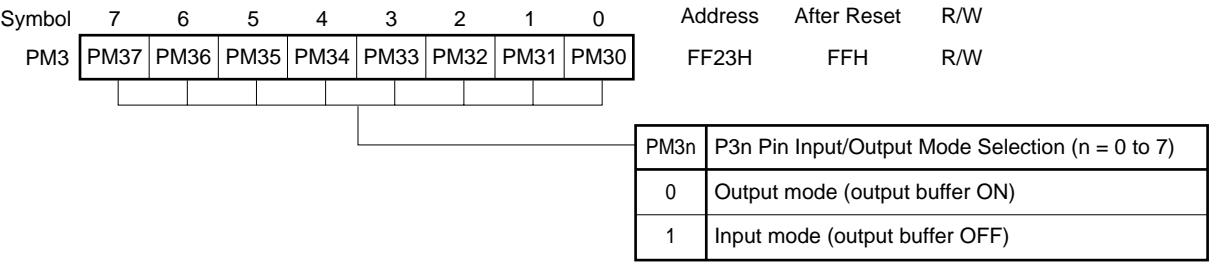 Symbol 7 6 5 4 3 2 1 0 Address After Reset R/W
PM3 PM37 PM36 PM35 PM34 PM33 PM32 PM31 PM30 FF23H FFH R/W
PM3n P3n Pin Input/Output Mode Selection (n = 0 to 7)
0 Output mode (output buffer ON)
1 Input mode (output buffer OFF)